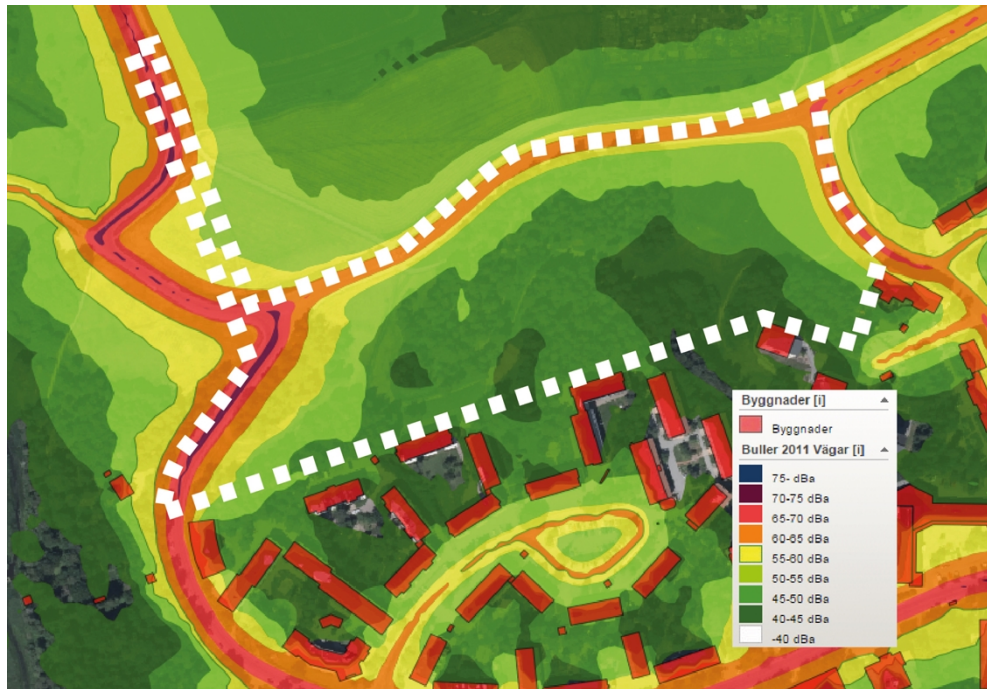 Byggnader [i]
Byggnader
Buller 2011 Vägar [i]
75- dBa
70-75 dBa
65-70 dBa
60-65 dBa
55-60 dBa
50-55 dBa
45-50 dBa
40-45 dBa
-40 dBa